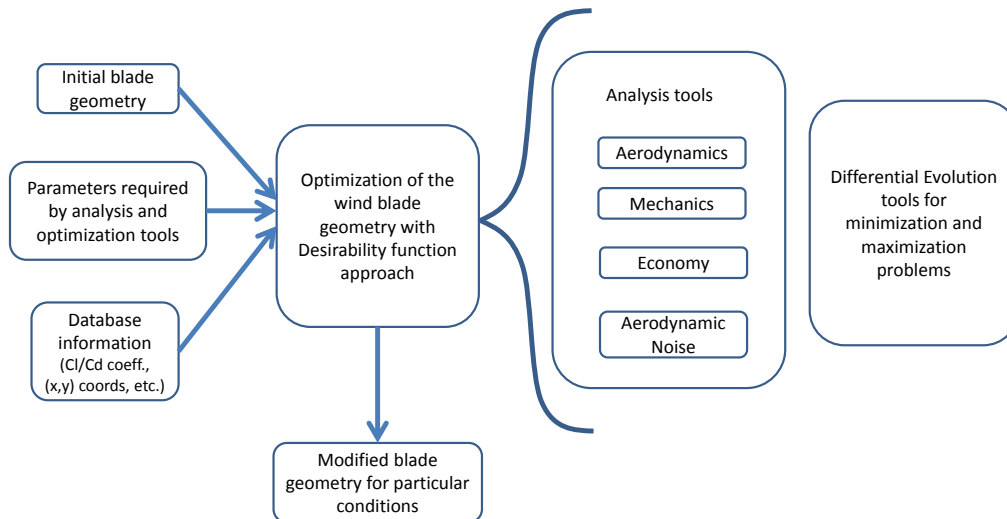 Initial blade
geometry
Parameters required
by analysis and
optimization tools
Database
information
(Cl/Cd coeff.,
(x,y) coords, etc.)
Optimization of the
wind blade
geometry with
Desirability function
approach
Modified blade
geometry for particular
conditions
Analysis tools
Aerodynamics
Mechanics
Economy
Aerodynamic
Noise
Differential Evolution
tools for
minimization and
maximization
problems